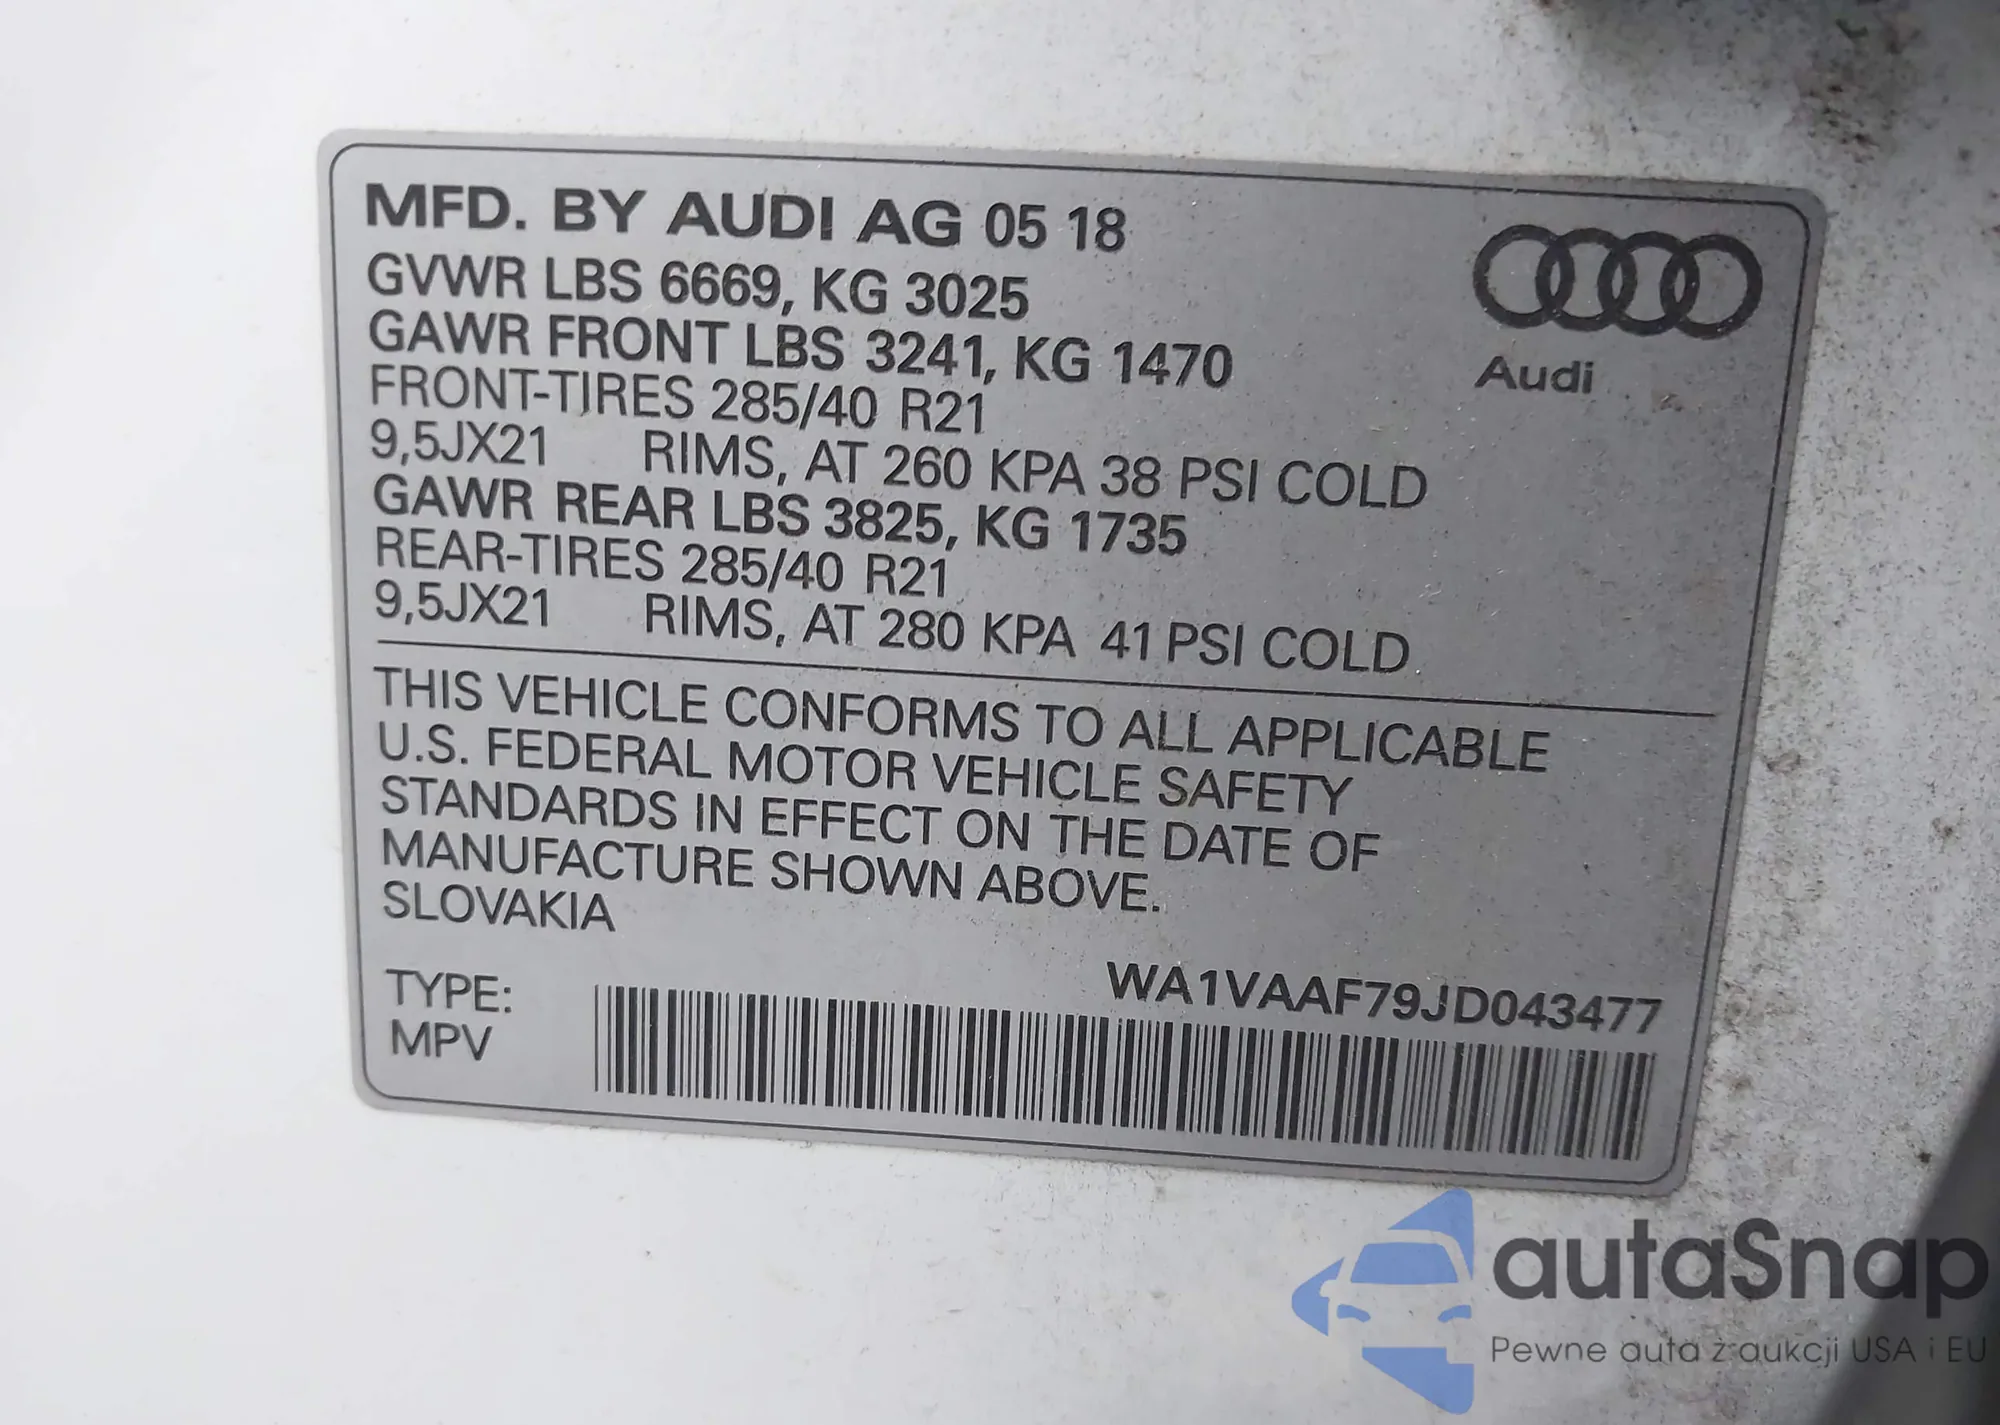 MFD. BY AUDI AG 05 18
GVWR LBS 6669, KG 3025
GAWR FRONT LBS 3241, KG 1470
FRONT-TIRES 285/40 R21
9,5JX21 RIMS, AT 260 KPA 38 PSI COLD
GAWR REAR LBS 3825, KG 1735
REAR-TIRES 285/40 R21
9,5JX21 RIMS, AT 280 KPA 41 PSI COLD
Audi
THIS VEHICLE CONFORMS TO ALL APPLICABLE
U.S. FEDERAL MOTOR VEHICLE SAFETY
STANDARDS IN EFFECT ON THE DATE OF
MANUFACTURE SHOWN ABOVE.
SLOVAKIA
TYPE:
MPV
WA1VAAF79JD043477
autaSnap
Pewne auta z aukcji USA i EU